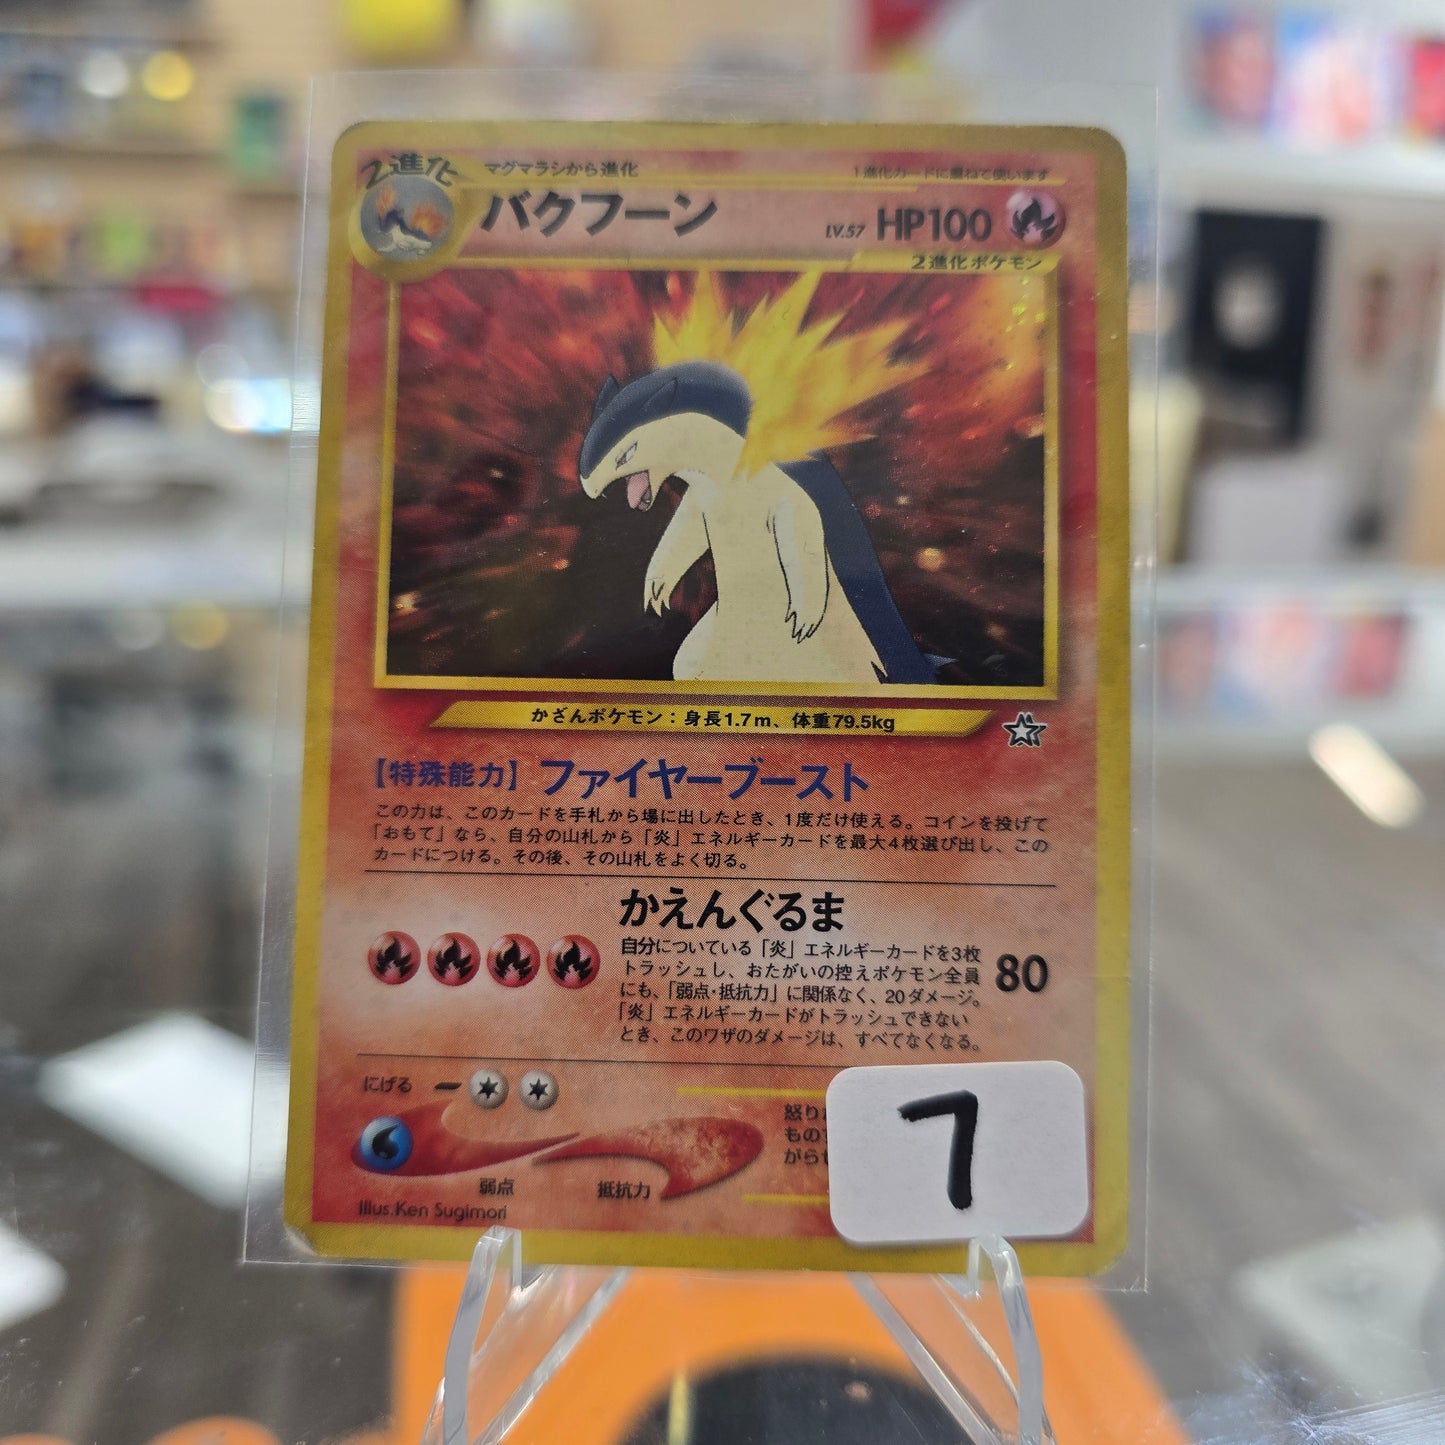 2進化
マグマラシから進化
1進化カードに重ねて使います
バクフーン
LV.57 HP100
2進化ポケモン
かざんポケモン：身長1.7m、体重79.5kg
【特殊能力】ファイヤーブースト
この力は、このカードを手札から場に出したとき、1度だけ使える。コインを投げて
「おもて」なら、自分の山札から「炎」エネルギーカードを最大4枚選び出し、この
カードにつける。その後、その山札をよく切る。
かえんぐるま
自分についている「炎」エネルギーカードを3枚
トラッシュし、おたがいの控えポケモン全員
にも、「弱点・抵抗力」に関係なく、20ダメージ。
「炎」エネルギーカードがトラッシュできない
とき、このワザのダメージは、すべてなくなる。
80
にげる
怒り
もの
がら
弱点
抵抗力
Illus.Ken Sugimori
7